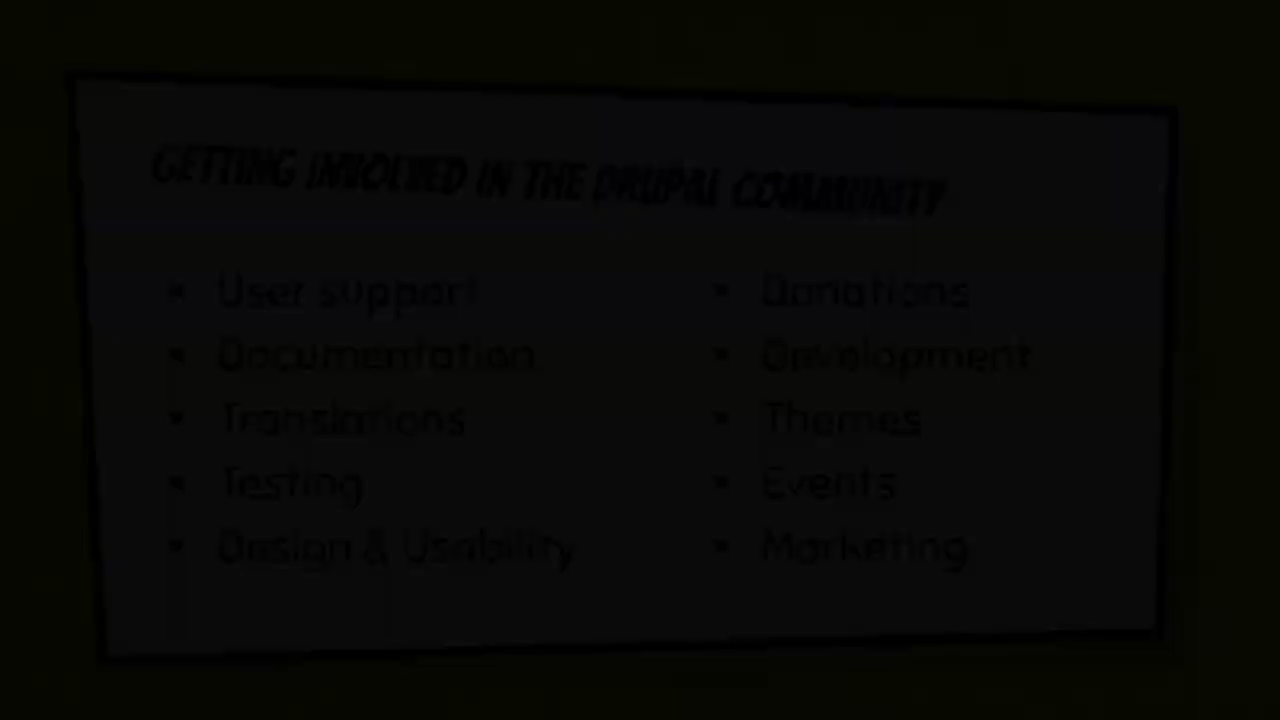 GETTING INVOLVED IN THE DRUPAL COMMUNITY
• User support
• Documentation
• Translations
• Testing
• Design & Usability
• Donations
• Development
• Themes
• Events
• Marketing